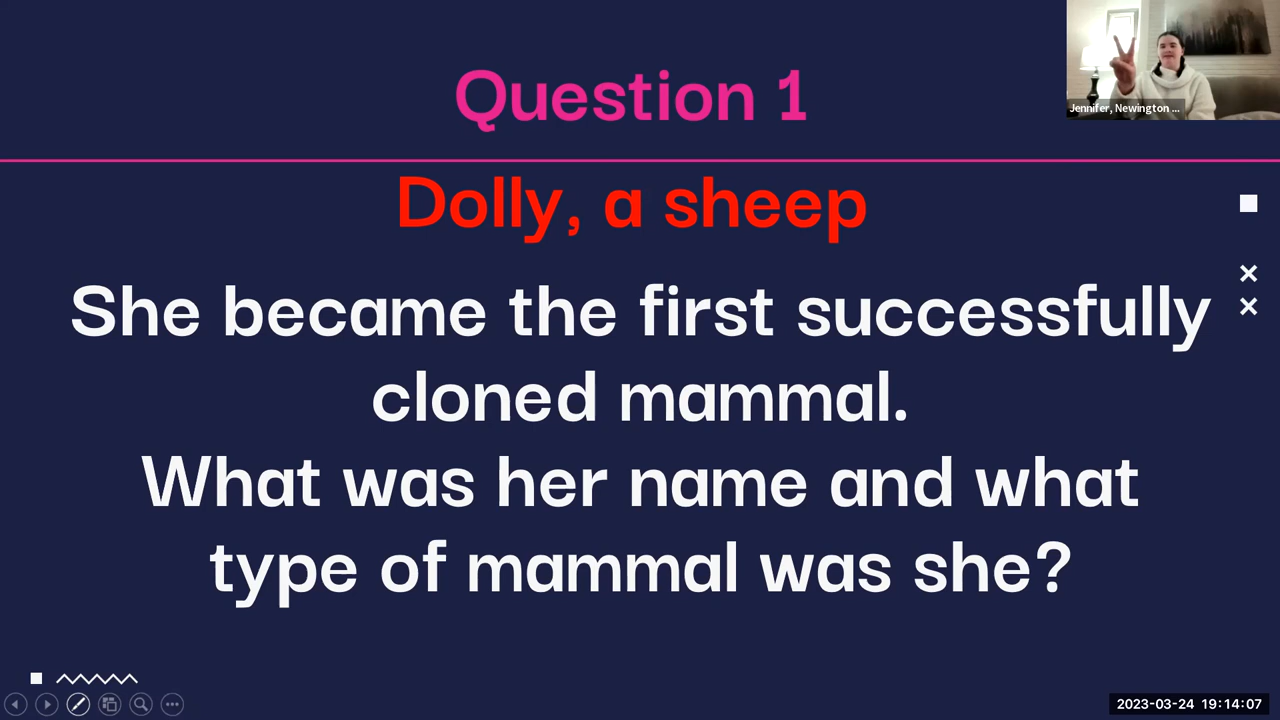 Question 1
Jennifer, Newington ...
Dolly, a sheep
She became the first successfully
cloned mammal.
What was her name and what
type of mammal was she?
2023-03-24 19:14:07